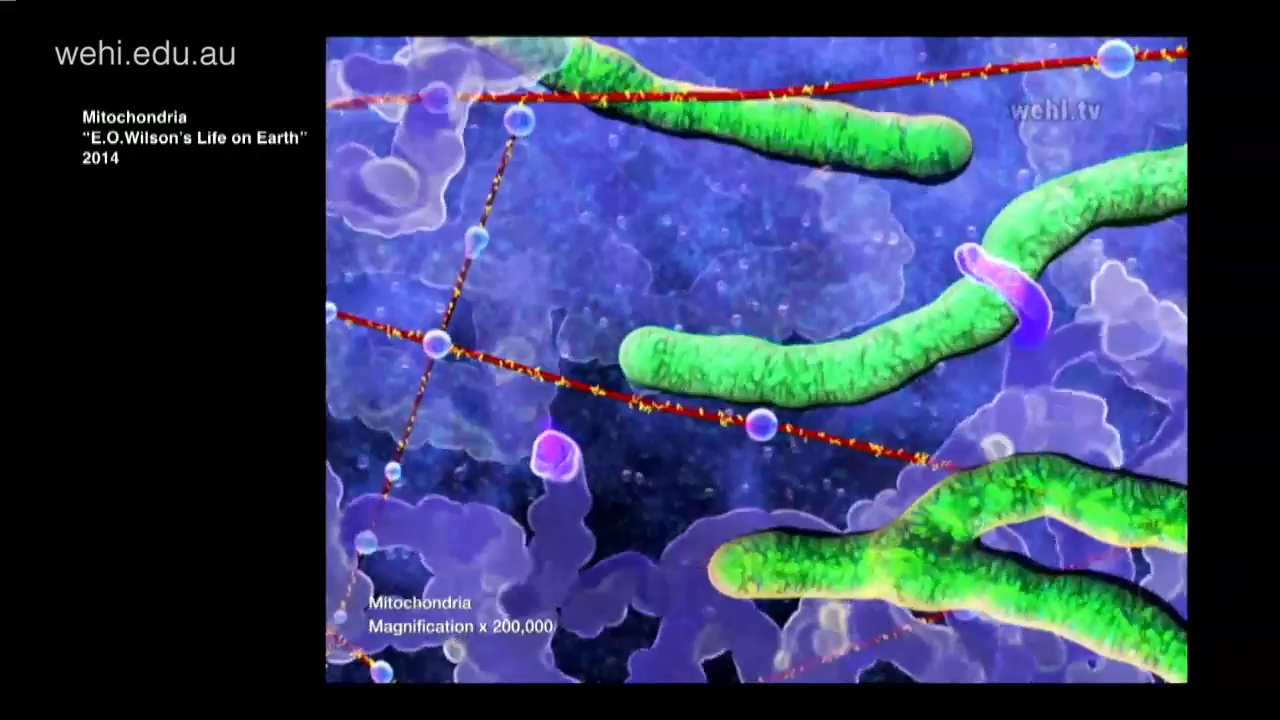 wehi.edu.au
Mitochondria
“E.O.Wilson’s Life on Earth”
2014
wehi.tv
Mitochondria
Magnification x 200,000